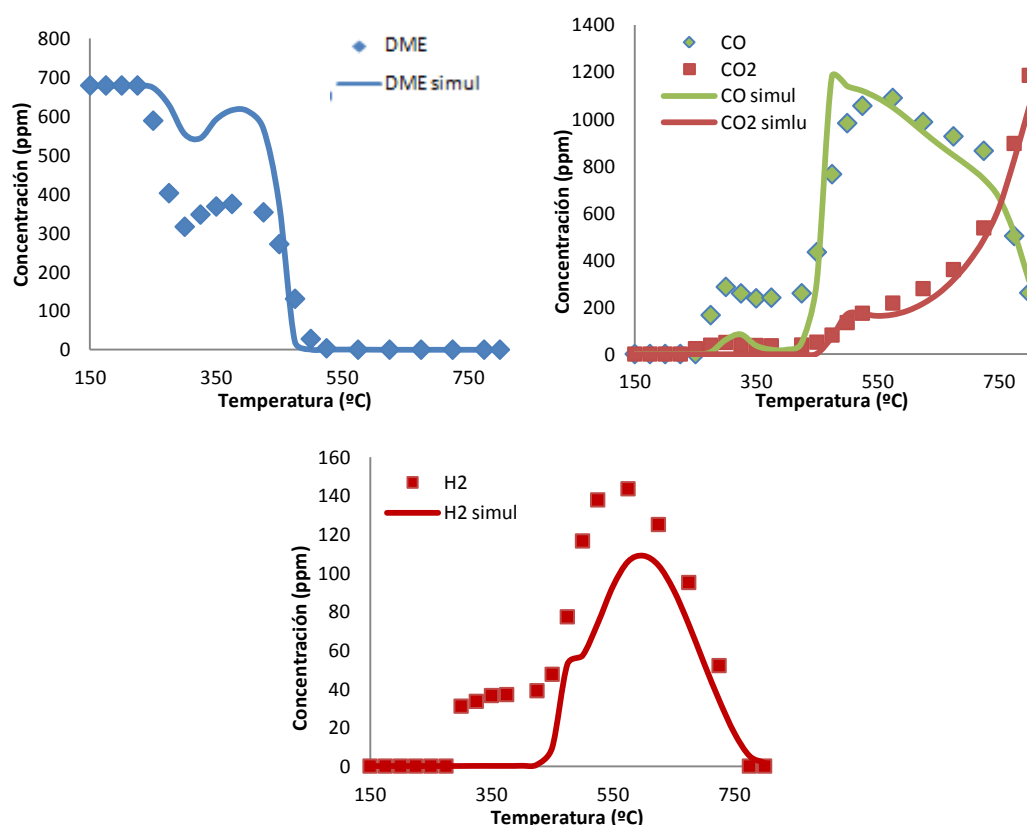 800
700
600
500
400
300
200
100
0
150
350
550
750
Concentración (ppm)
Temperatura (ºC)
DME
DME simul
1400
1200
1000
800
600
400
200
0
150
350
550
750
Concentración (ppm)
Temperatura (ºC)
CO
CO2
CO simul
CO2 simlu
160
140
120
100
80
60
40
20
0
150
350
550
750
Concentración (ppm)
Temperatura (ºC)
H2
H2 simul